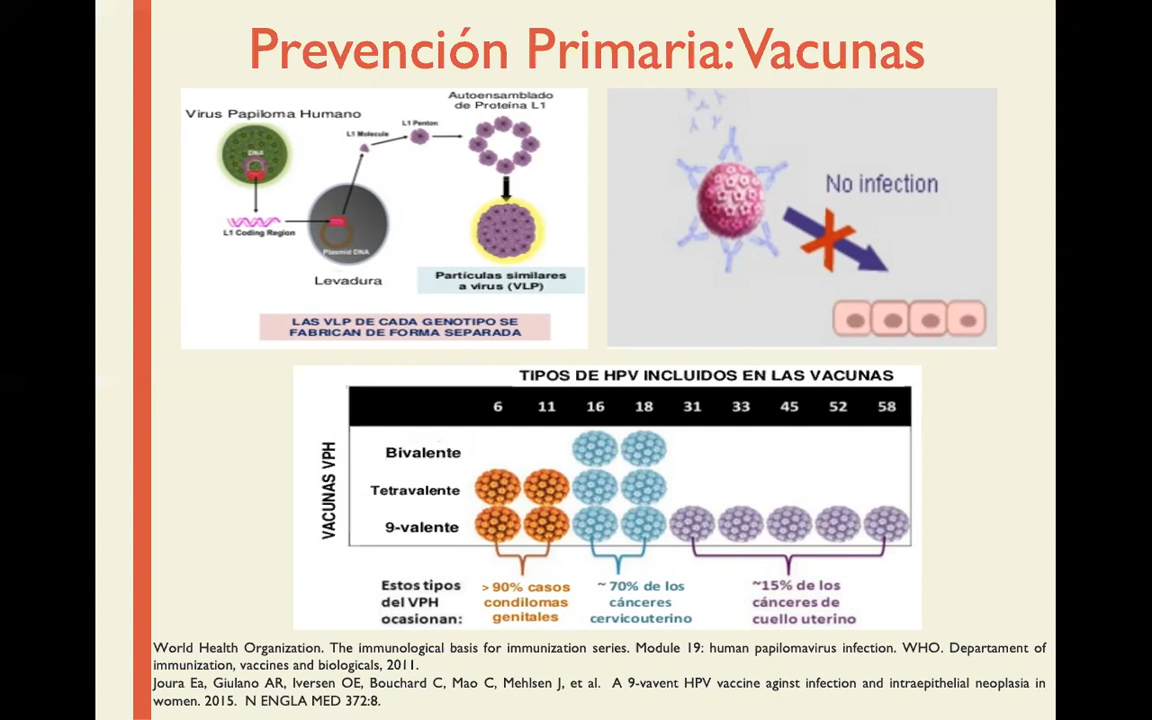 Prevención Primaria: Vacunas
Virus Papiloma Humano
DNA
L1 Coding Region
Plasmid DNA
Levadura
L1 Molecule
L1 Penton
Autoensamblado
de Proteína L1
Partículas similares
a virus (VLP)
LAS VLP DE CADA GENOTIPO SE
FABRICAN DE FORMA SEPARADA
No infection
TIPOS DE HPV INCLUIDOS EN LAS VACUNAS
6 11 16 18 31 33 45 52 58
VACUNAS VPH
Bivalente
Tetravalente
9-valente
Estos tipos
del VPH
ocasionan:
> 90% casos
condilomas
genitales
~ 70% de los
cánceres
cervicouterino
~15% de los
cánceres de
cuello uterino
World Health Organization. The immunological basis for immunization series. Module 19: human papilomavirus infection. WHO. Departament of
immunization, vaccines and biologicals, 2011.
Joura Ea, Giulano AR, Iversen OE, Bouchard C, Mao C, Mehlsen J, et al. A 9-vavent HPV vaccine aginst infection and intraepithelial neoplasia in
women. 2015. N ENGLA MED 372:8.